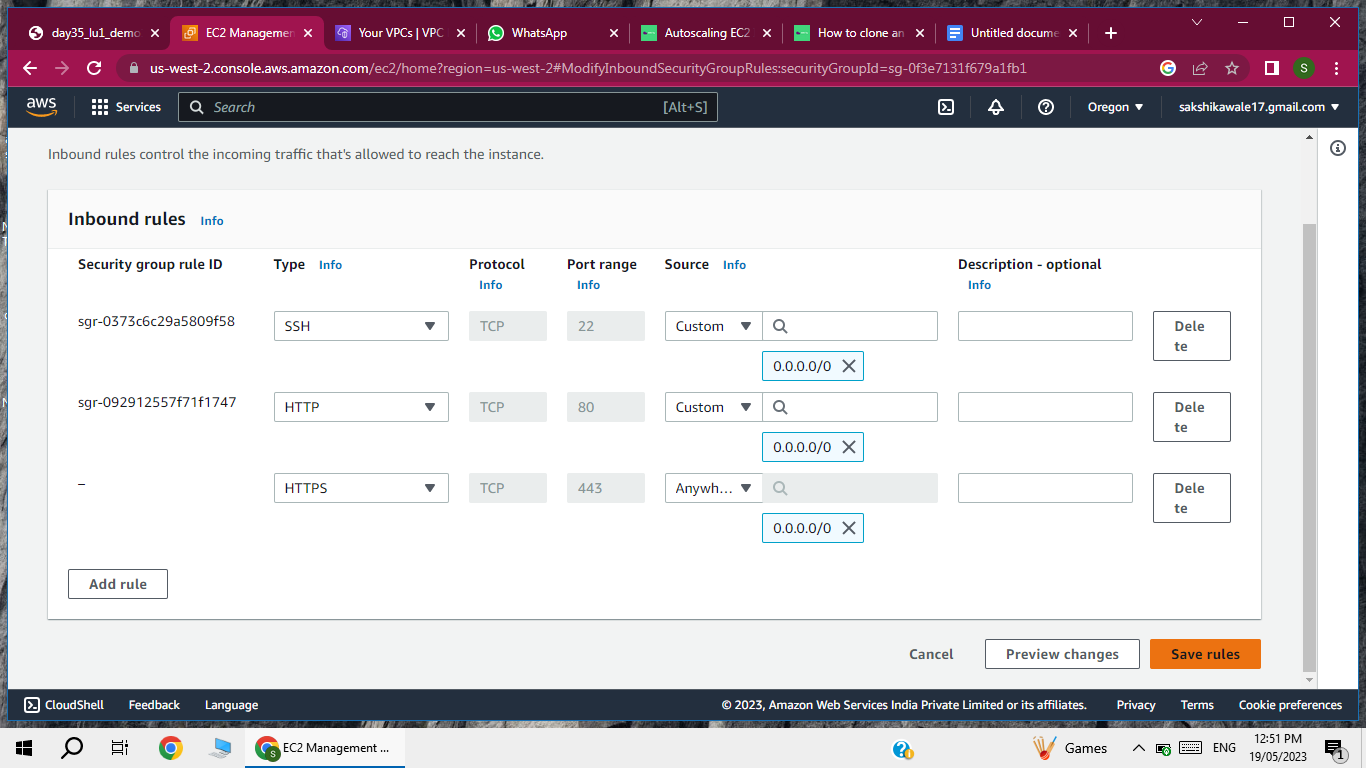 day35_lu1_demo
EC2 Managemen
Your VPCs | VPC
WhatsApp
Autoscaling EC2
How to clone an
Untitled docume
us-west-2.console.aws.amazon.com/ec2/home?region=us-west-2#ModifyInboundSecurityGroupRules:securityGroupId=sg-0f3e7131f679a1fb1
S
aws
Services
Search
[Alt+S]
Oregon
sakshikawale17.gmail.com
Inbound rules control the incoming traffic that's allowed to reach the instance.
Inbound rules Info
Security group rule ID
Type Info
Protocol
Info
Port range
Info
Source Info
Description - optional
Info
sgr-0373c6c29a5809f58
SSH
TCP
22
Custom
0.0.0.0/0
Dele
te
sgr-092912557f71f1747
HTTP
TCP
80
Custom
0.0.0.0/0
Dele
te
–
HTTPS
TCP
443
Anywh...
0.0.0.0/0
Dele
te
Add rule
Cancel
Preview changes
Save rules
CloudShell
Feedback
Language
© 2023, Amazon Web Services India Private Limited or its affiliates.
Privacy
Terms
Cookie preferences
S
EC2 Management ...
Games
ENG
12:51 PM
19/05/2023
1